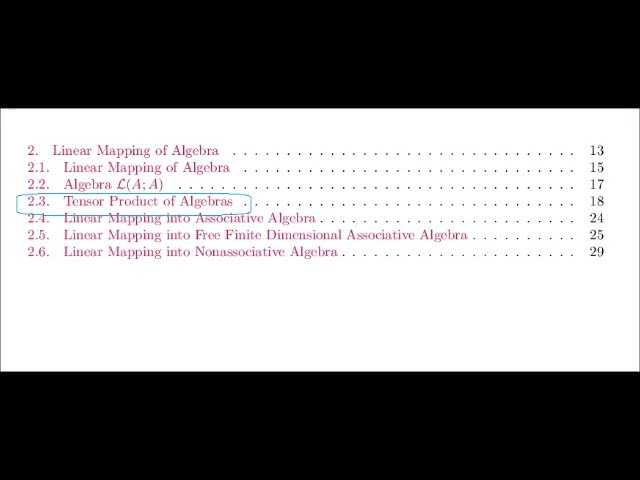 2. Linear Mapping of Algebra . . . . . . . . . . . . . . . . . . . . . . . . . . 13
2.1. Linear Mapping of Algebra . . . . . . . . . . . . . . . . . . . . . . . . . 15
2.2. Algebra ℒ(A; A) . . . . . . . . . . . . . . . . . . . . . . . . . . . . . . 17
2.3. Tensor Product of Algebras . . . . . . . . . . . . . . . . . . . . . . . . 18
2.4. Linear Mapping into Associative Algebra . . . . . . . . . . . . . . . . . . . 24
2.5. Linear Mapping into Free Finite Dimensional Associative Algebra . . . . . . . . 25
2.6. Linear Mapping into Nonassociative Algebra . . . . . . . . . . . . . . . . . . 29